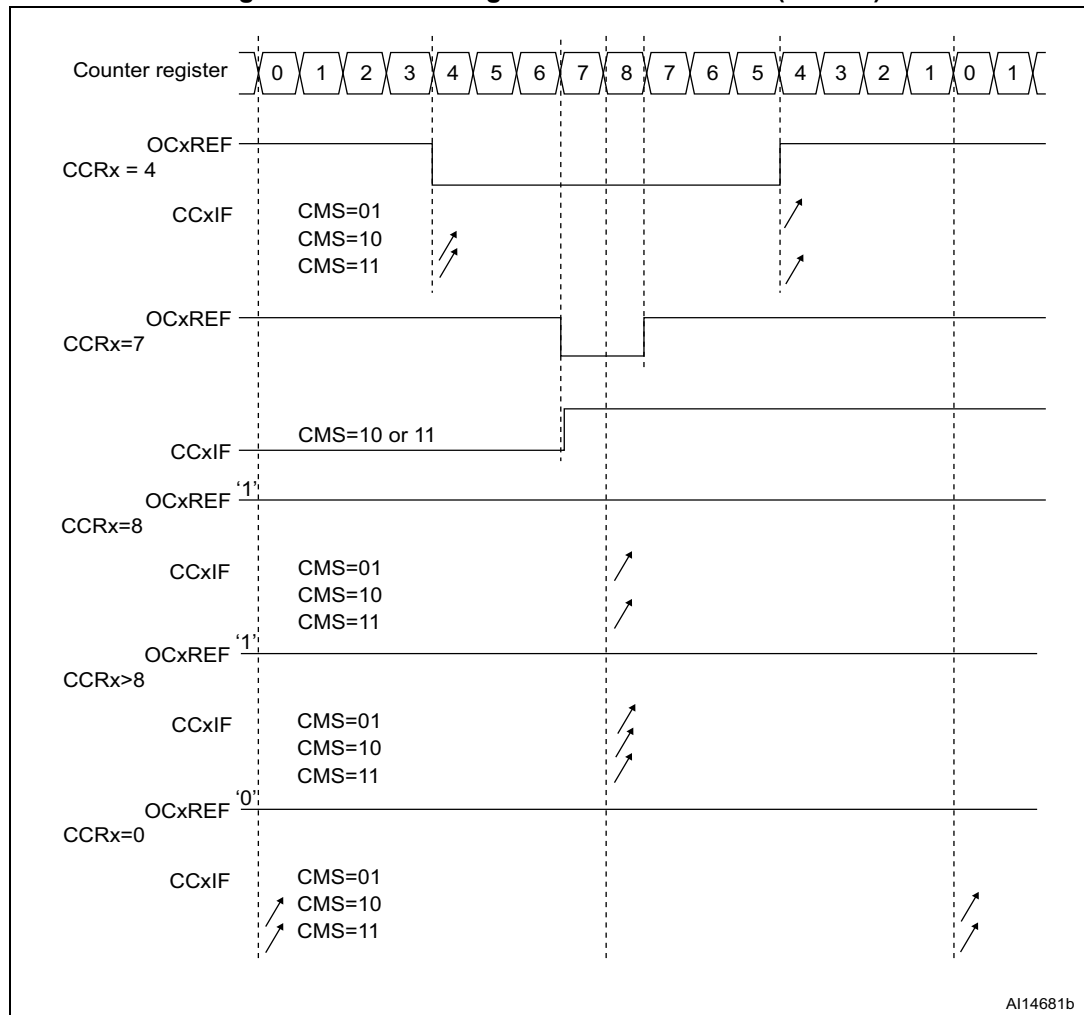 Counter register 0 1 2 3 4 5 6 7 8 7 6 5 4 3 2 1 0 1
OCxREF
CCRx = 4
CCxIF CMS=01
CMS=10
CMS=11
OCxREF
CCRx=7
CMS=10 or 11
CCxIF
OCxREF '1'
CCRx=8
CCxIF CMS=01
CMS=10
CMS=11
OCxREF '1'
CCRx>8
CCxIF CMS=01
CMS=10
CMS=11
OCxREF '0'
CCRx=0
CCxIF CMS=01
CMS=10
CMS=11
AI14681b